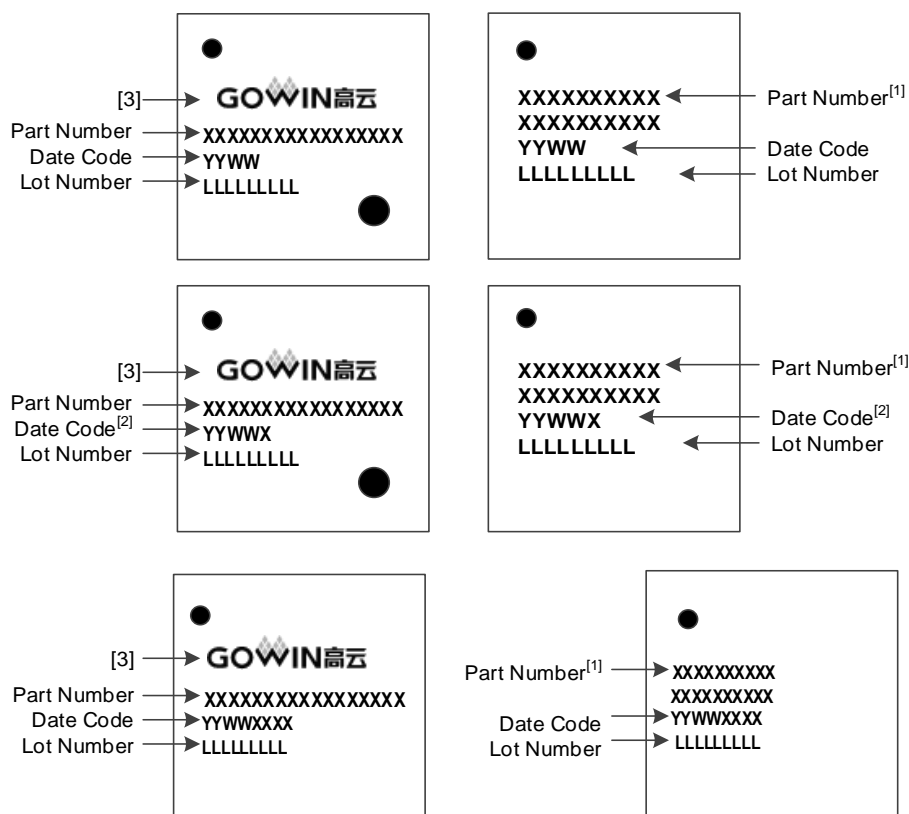 [3]
GOWIN高云
Part Number
XXXXXXXXXXXXXXXXX
Date Code
YYWW
Lot Number
LLLLLLLLL
XXXXXXXXXX
Part Number[1]
XXXXXXXXXX
YYWW
Date Code
LLLLLLLLL
Lot Number
[3]
GOWIN高云
Part Number
XXXXXXXXXXXXXXXXX
Date Code[2]
YYWWX
Lot Number
LLLLLLLLL
XXXXXXXXXX
Part Number[1]
XXXXXXXXXX
YYWWX
Date Code[2]
LLLLLLLLL
Lot Number
[3]
GOWIN高云
Part Number
XXXXXXXXXXXXXXXXX
Date Code
YYWWXXXX
Lot Number
LLLLLLLLL
Part Number[1]
XXXXXXXXXX
XXXXXXXXXX
Date Code
YYWWXXXX
Lot Number
LLLLLLLLL